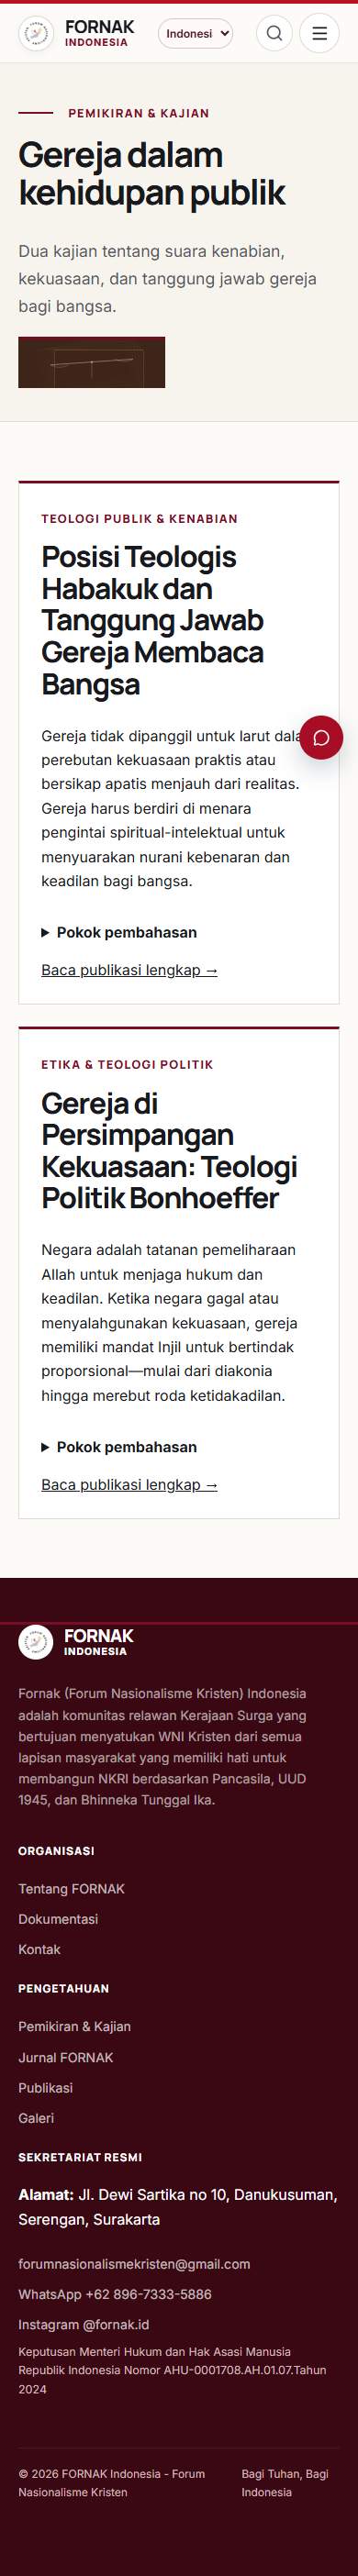 FORNAK
INDONESIA
Indonesi
PEMIKIRAN & KAJIAN
Gereja dalam
kehidupan publik
Dua kajian tentang suara kenabian,
kekuasaan, dan tanggung jawab gereja
bagi bangsa.
TEOLOGI PUBLIK & KENABIAN
Posisi Teologis
Habakuk dan
Tanggung Jawab
Gereja Membaca
Bangsa
Gereja tidak dipanggil untuk larut dala
perebutan kekuasaan praktis atau
bersikap apatis menjauh dari realitas.
Gereja harus berdiri di menara
pengintai spiritual-intelektual untuk
menyuarakan nurani kebenaran dan
keadilan bagi bangsa.
▶ Pokok pembahasan
Baca publikasi lengkap →
ETIKA & TEOLOGI POLITIK
Gereja di
Persimpangan
Kekuasaan: Teologi
Politik Bonhoeffer
Negara adalah tatanan pemeliharaan
Allah untuk menjaga hukum dan
keadilan. Ketika negara gagal atau
menyalahgunakan kekuasaan, gereja
memiliki mandat Injil untuk bertindak
proporsional—mulai dari diakonia
hingga merebut roda ketidakadilan.
▶ Pokok pembahasan
Baca publikasi lengkap →
FORNAK
INDONESIA
Fornak (Forum Nasionalisme Kristen) Indonesia
adalah komunitas relawan Kerajaan Surga yang
bertujuan menyatukan WNI Kristen dari semua
lapisan masyarakat yang memiliki hati untuk
membangun NKRI berdasarkan Pancasila, UUD
1945, dan Bhinneka Tunggal Ika.
ORGANISASI
Tentang FORNAK
Dokumentasi
Kontak
PENGETAHUAN
Pemikiran & Kajian
Jurnal FORNAK
Publikasi
Galeri
SEKRETARIAT RESMI
Alamat: Jl. Dewi Sartika no 10, Danukusuman,
Serengan, Surakarta
forumnasionalismekristen@gmail.com
WhatsApp +62 896-7333-5886
Instagram @fornak.id
Keputusan Menteri Hukum dan Hak Asasi Manusia
Republik Indonesia Nomor AHU-0001708.AH.01.07.Tahun
2024
© 2026 FORNAK Indonesia - Forum
Nasionalisme Kristen
Bagi Tuhan, Bagi
Indonesia